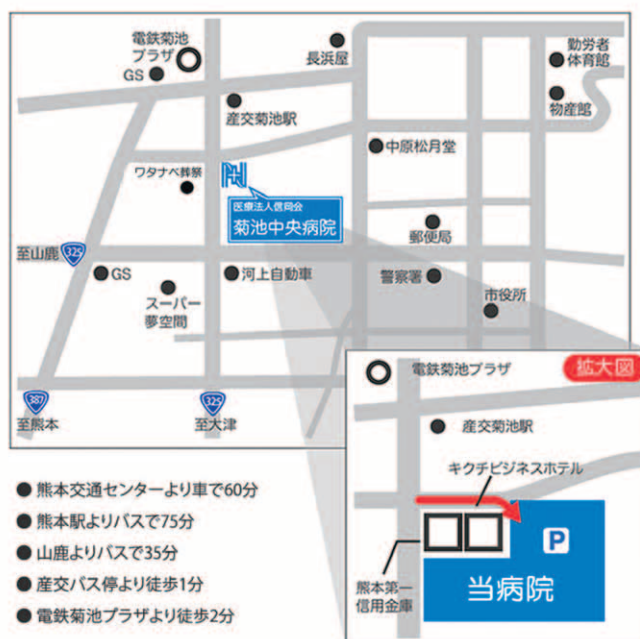 電鉄菊池
プラザ
GS
長浜屋
勤労者
体育館
物産館
産交菊池駅
中原松月堂
ワタナベ葬祭
医療法人信岡会
菊池中央病院
郵便局
至山鹿
325
GS
河上自動車
警察署
スーパー
夢空間
市役所
387
至熊本
325
至大津
拡大図
電鉄菊池プラザ
産交菊池駅
キクチビジネスホテル
P
熊本第一
信用金庫
当病院
● 熊本交通センターより車で60分
● 熊本駅よりバスで75分
● 山鹿よりバスで35分
● 産交バス停より徒歩1分
● 電鉄菊池プラザより徒歩2分